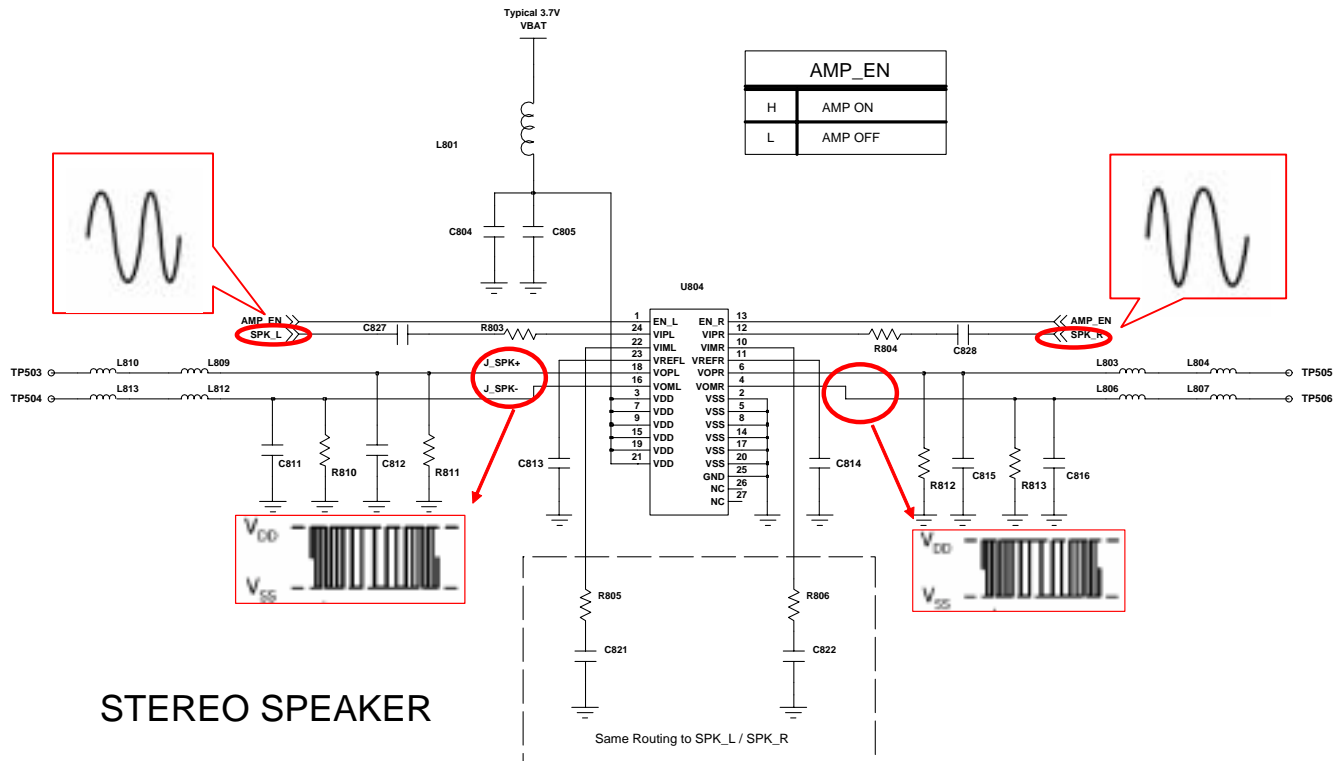 Typical 3.7V
VBAT
AMP_EN
H AMP ON
L AMP OFF
L801
C804 C805
U804
AMP_EN 1 EN_L EN_R 13 AMP_EN
SPK_L C827 R803 24 VIPL VIPR 12 R804 C828 SPK_R
22 VIML VIMR 10
23 VREFL VREFR 11
TP503 L810 L809 J_SPK+ 18 VOPL VOPR 6 L803 L804 TP505
TP504 L813 L812 J_SPK- 16 VOML VOMR 4 L806 L807 TP506
3 VDD VSS 2
7 VDD VSS 5
9 VDD VSS 8
15 VDD VSS 14
19 VDD VSS 17
21 VDD VSS 20
GND 25
NC 26
NC 27
C811 R810 C812 R811 C813 C814 R812 C815 R813 C816
VDD
VSS
VDD
VSS
R805 R806
C821 C822
STEREO SPEAKER
Same Routing to SPK_L / SPK_R